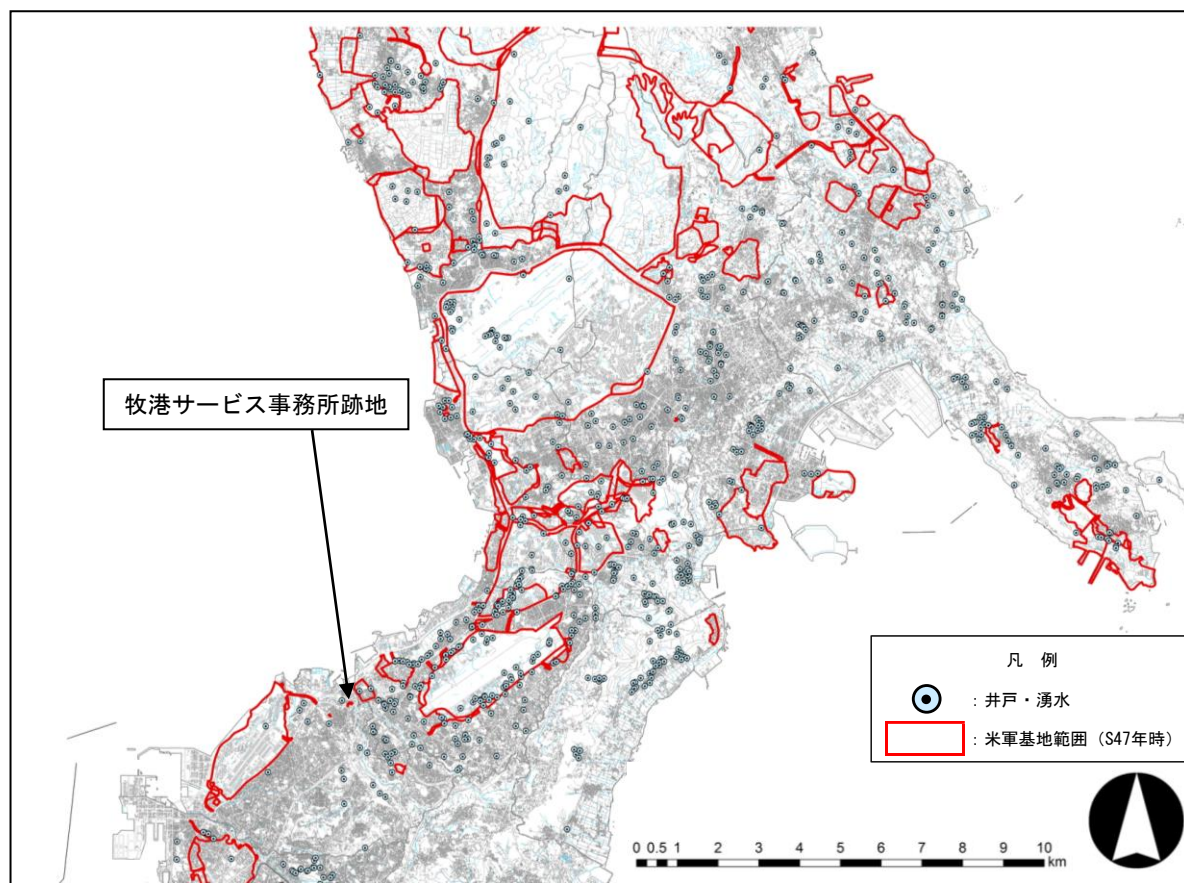 牧港サービス事務所跡地
凡 例
：井戸・湧水
：米軍基地範囲（S47年時）
0 0.5 1 2 3 4 5 6 7 8 9 10
km